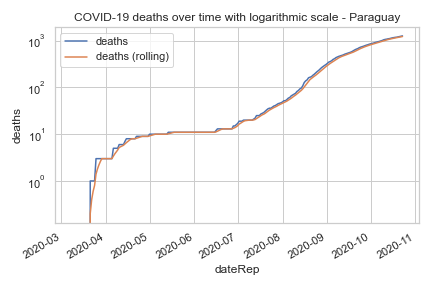 COVID-19 deaths over time with logarithmic scale - Paraguay
deaths
deaths (rolling)
deaths
10³
10²
10¹
10⁰
2020-03
2020-04
2020-05
2020-06
2020-07
2020-08
2020-09
2020-10
2020-11
dateRep